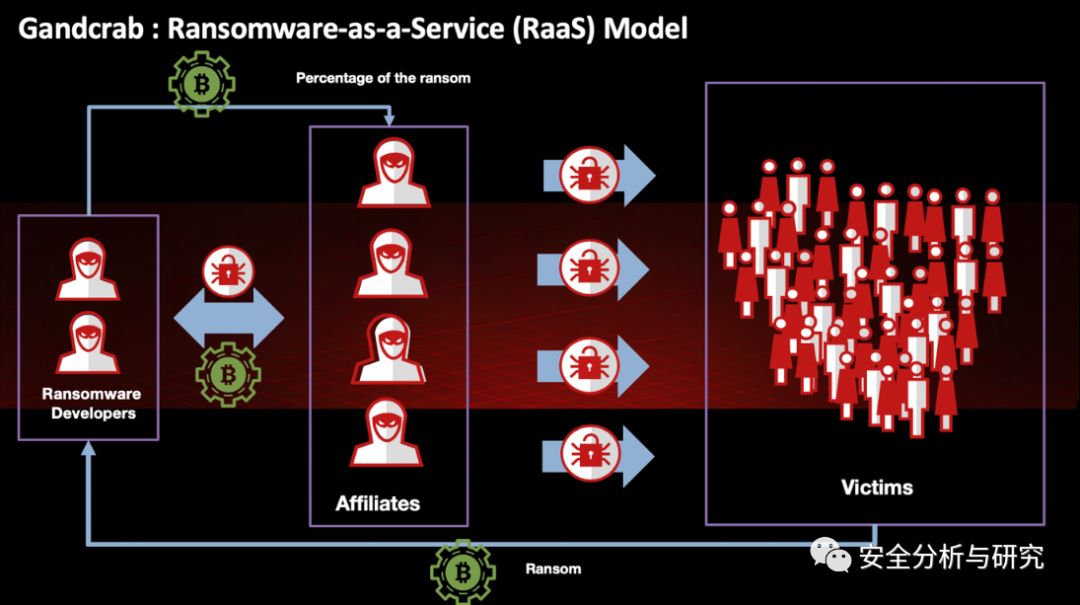 Gandcrab : Ransomware-as-a-Service (RaaS) Model
Percentage of the ransom
Ransomware
Developers
Affiliates
Victims
Ransom
安全分析与研究